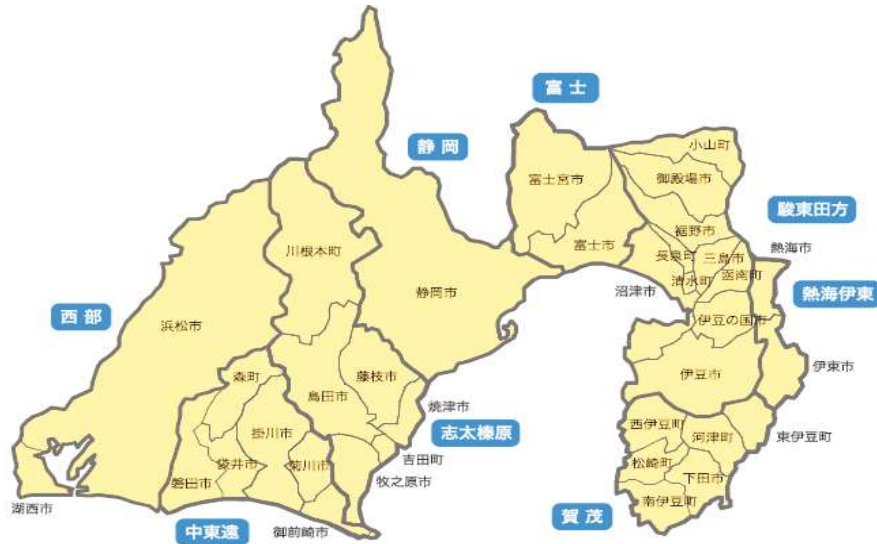 富士
小山町
静岡
富士宮市
御殿場市
駿東田方
裾野市
熱海市
川根本町
富士市
長泉町
三島市
函南町
清水町
静岡市
沼津市
熱海伊東
西部
浜松市
伊豆の国市
伊豆市
伊東市
森町
藤枝市
島田市
焼津市
掛川市
西伊豆町
河津町
東伊豆町
志太榛原
吉田町
袋井市
菊川市
松崎町
磐田市
牧之原市
下田市
南伊豆町
湖西市
賀茂
中東遠
御前崎市